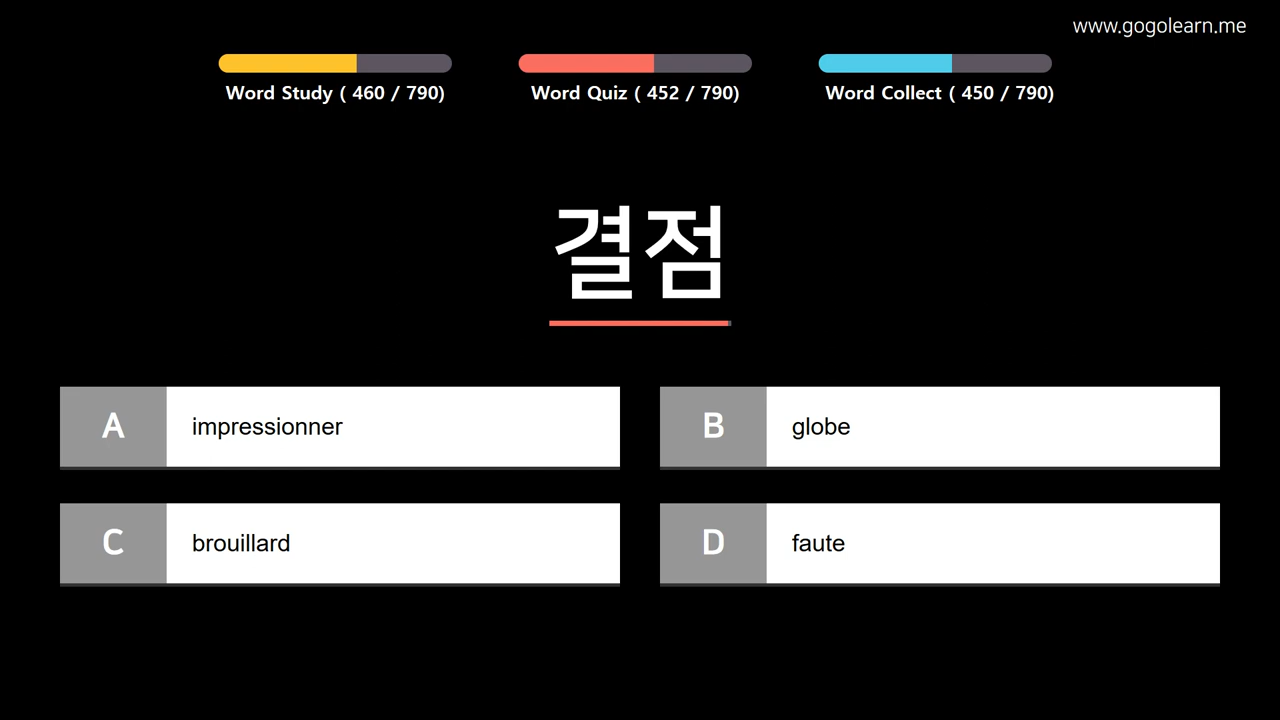 www.gogolearn.me
Word Study ( 460 / 790)
Word Quiz ( 452 / 790)
Word Collect ( 450 / 790)
결점
A impressionner
B globe
C brouillard
D faute